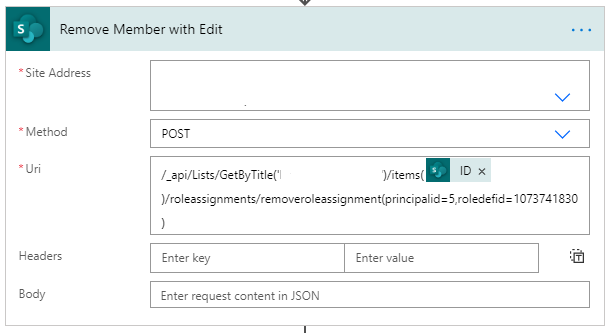 Remove Member with Edit
* Site Address
* Method
POST
* Uri
/_api/Lists/GetByTitle(' ')/items( ID ×
)/roleassignments/removeroleassignment(principalid=5,roledefid=1073741830
)
Headers
Enter key
Enter value
Body
Enter request content in JSON